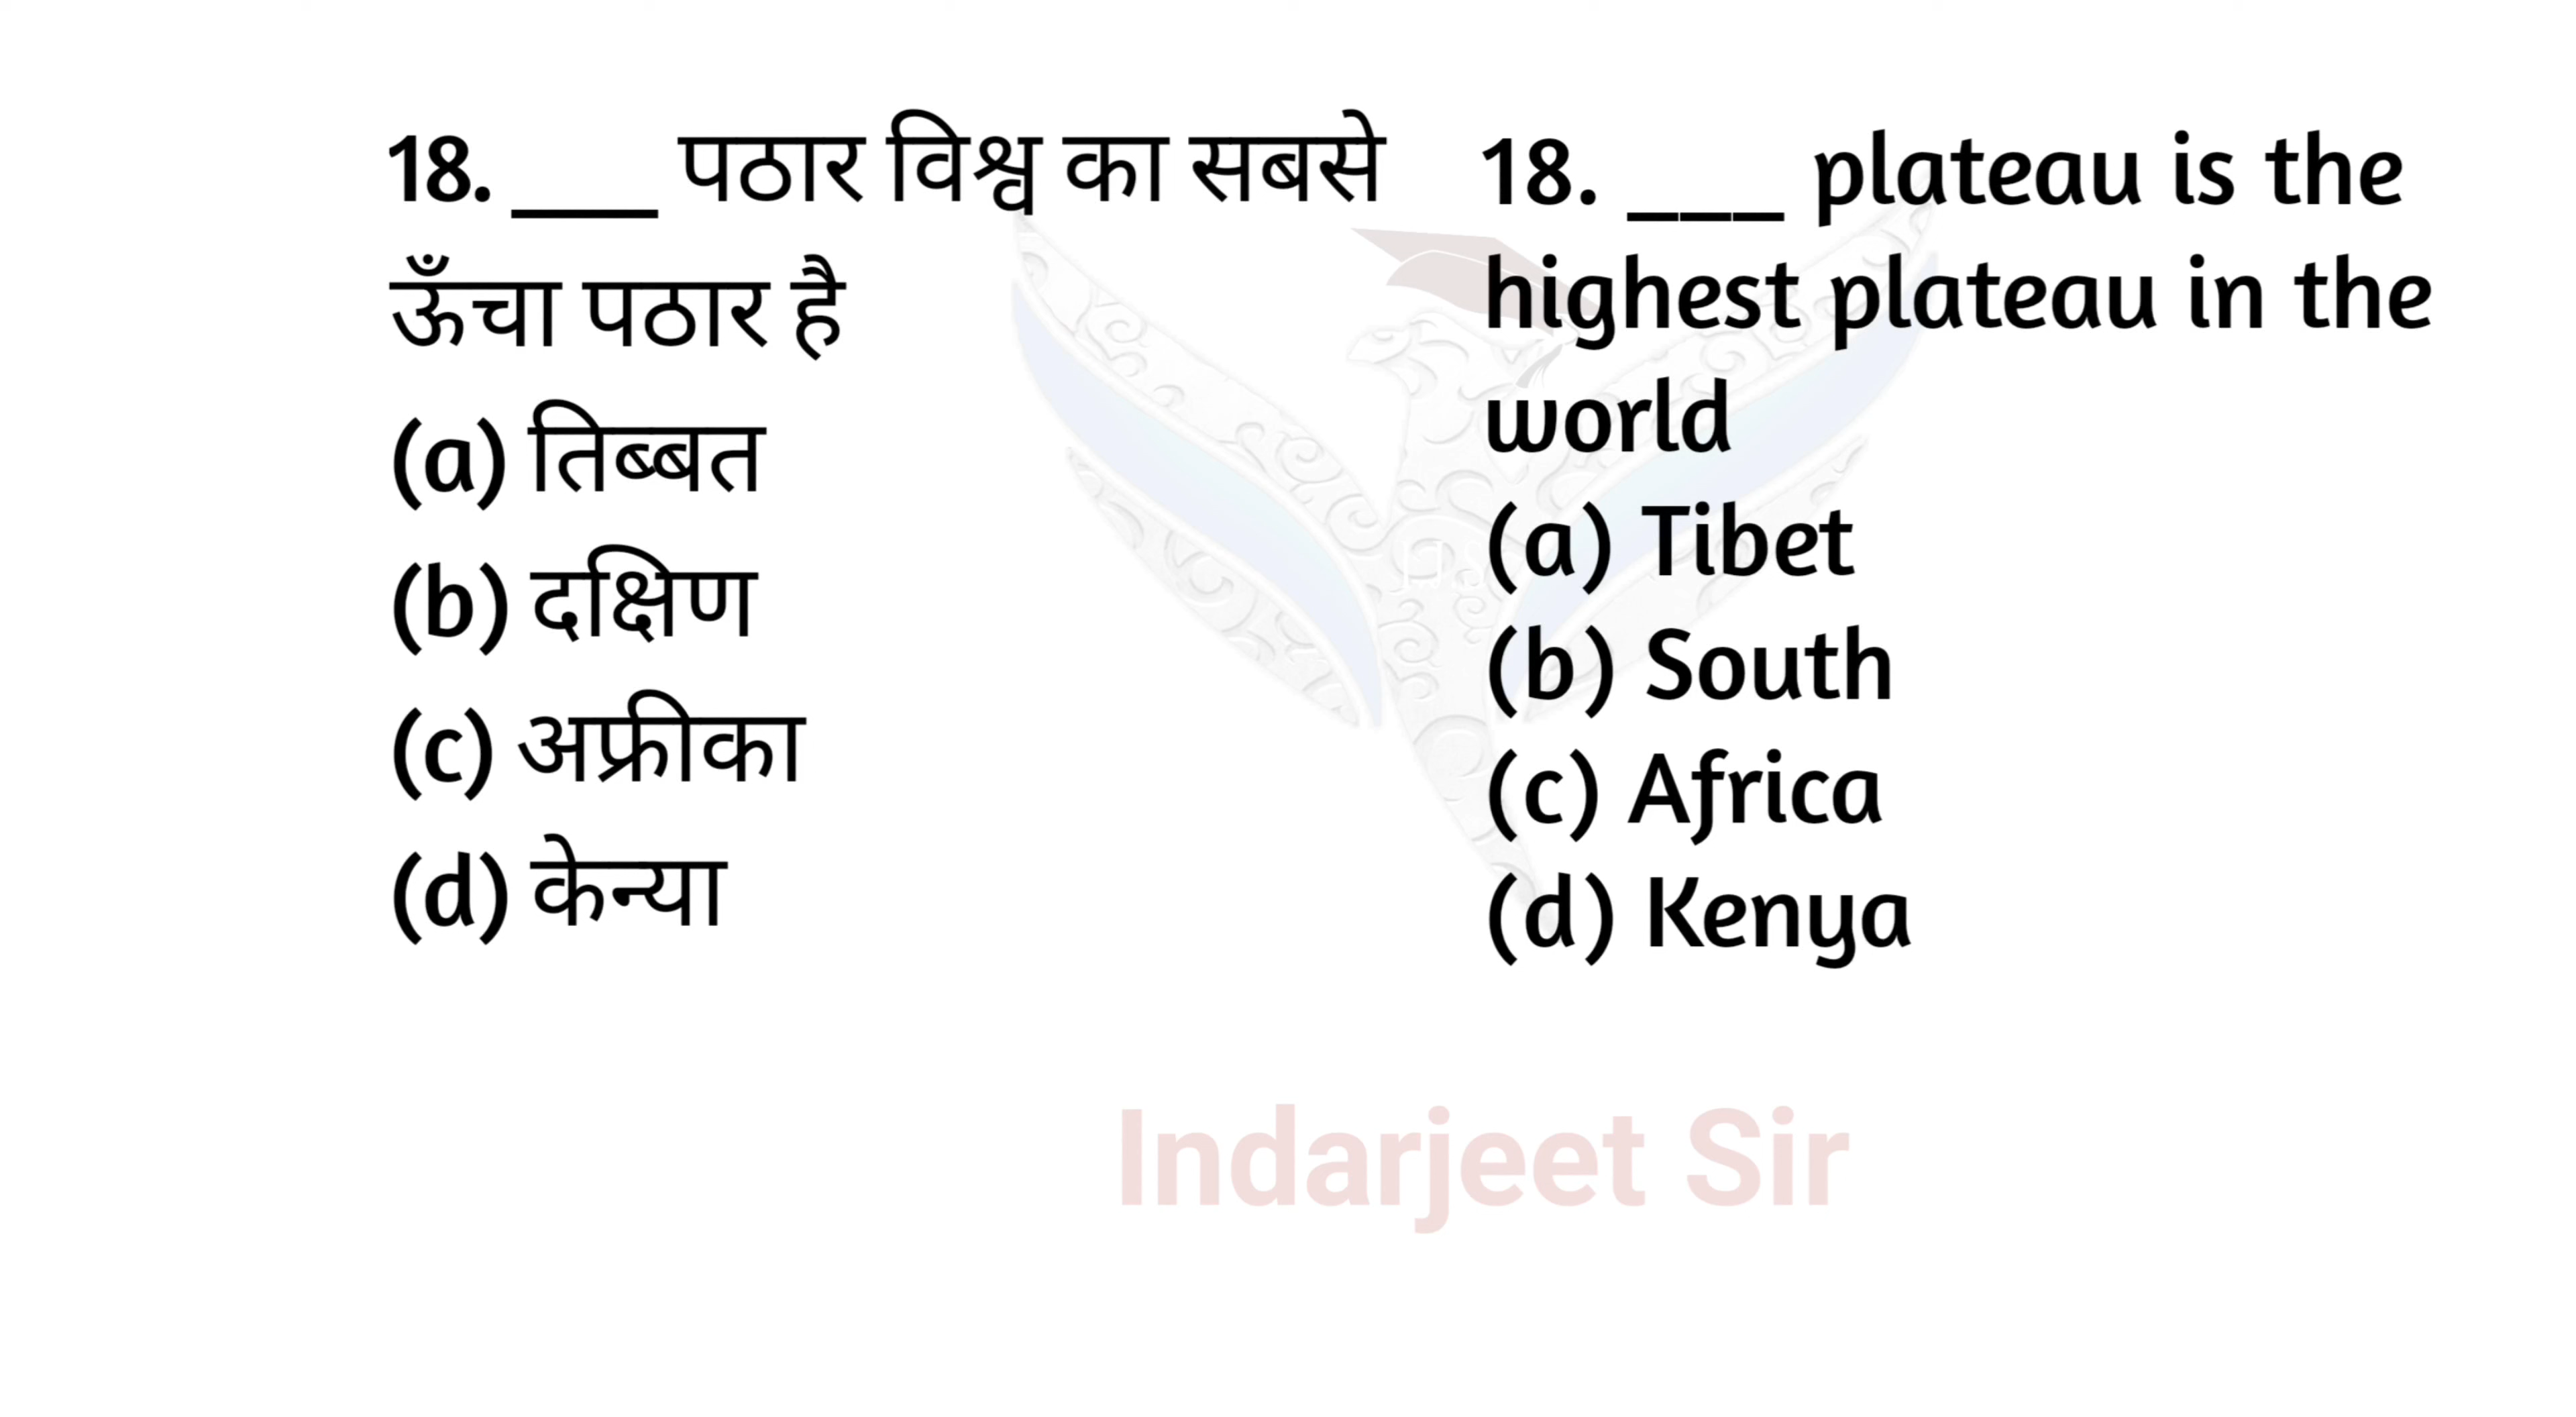 18. ___ पठार विश्व का सबसे
ऊँचा पठार है
(a) तिब्बत
(b) दक्षिण
(c) अफ्रीका
(d) केन्या
18. ___ plateau is the
highest plateau in the
world
(a) Tibet
(b) South
(c) Africa
(d) Kenya
Indarjeet Sir